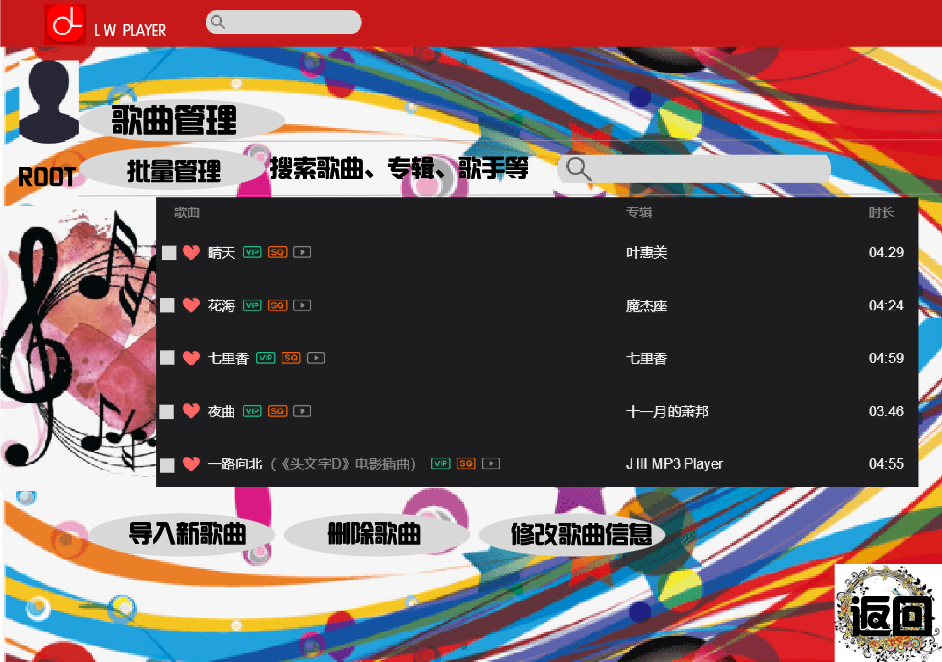 L W PLAYER
歌曲管理
ROOT
批量管理
搜索歌曲、专辑、歌手等
歌曲 专辑 时长
晴天 VIP SQ 叶惠美 04.29
花海 VIP SQ 魔杰座 04:24
七里香 VIP SQ 七里香 04:59
夜曲 VIP SQ 十一月的萧邦 03.46
一路向北（《头文字D》电影插曲） VIP SQ J III MP3 Player 04:55
导入新歌曲 删除歌曲 修改歌曲信息
返回